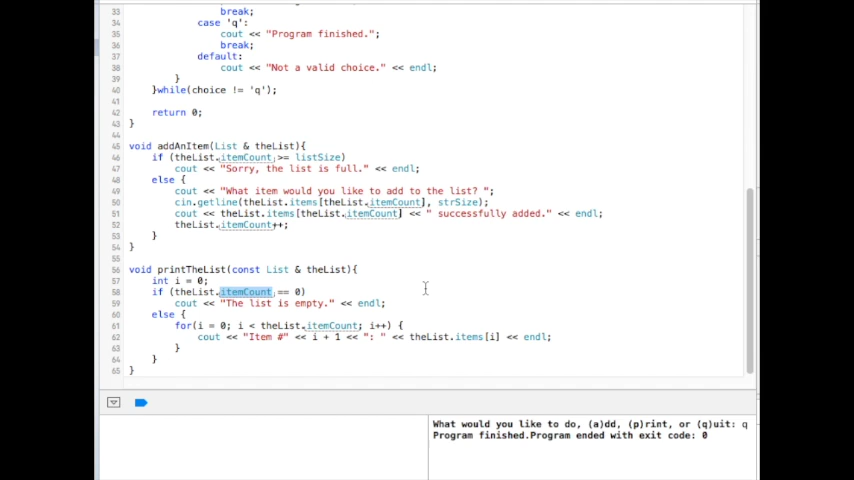 33 break;
34 case 'q':
35 cout << "Program finished.";
36 break;
37 default:
38 cout << "Not a valid choice." << endl;
39 }
40 }while(choice != 'q');
41
42 return 0;
43 }
44
45 void addAnItem(List & theList){
46 if (theList.itemCount >= listSize)
47 cout << "Sorry, the list is full." << endl;
48 else {
49 cout << "What item would you like to add to the list? ";
50 cin.getline(theList.items[theList.itemCount], strSize);
51 cout << theList.items[theList.itemCount] << " successfully added." << endl;
52 theList.itemCount++;
53 }
54 }
55
56 void printTheList(const List & theList){
57 int i = 0;
58 if (theList.itemCount == 0)
59 cout << "The list is empty." << endl;
60 else {
61 for(i = 0; i < theList.itemCount; i++) {
62 cout << "Item #" << i + 1 << ": " << theList.items[i] << endl;
63 }
64 }
65 }
What would you like to do, (a)dd, (p)rint, or (q)uit: q
Program finished.Program ended with exit code: 0